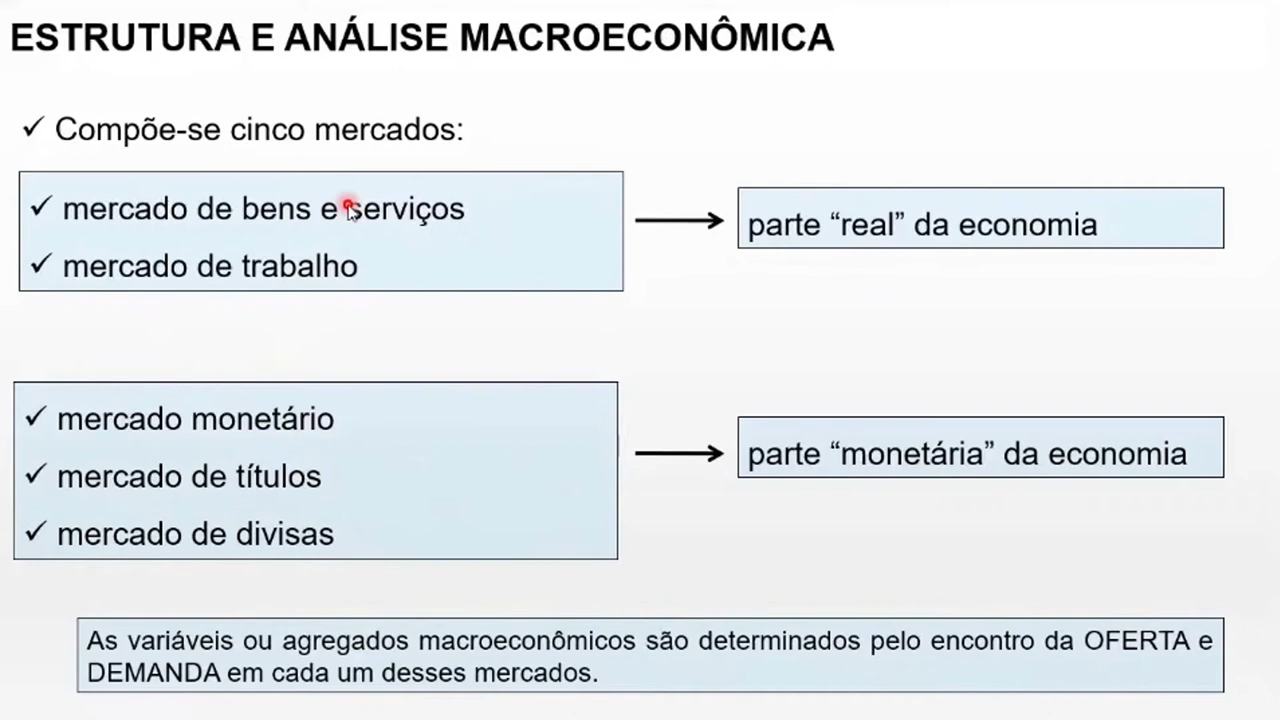 ESTRUTURA E ANÁLISE MACROECONÔMICA
✓ Compõe-se cinco mercados:
✓ mercado de bens e serviços
✓ mercado de trabalho
parte “real” da economia
✓ mercado monetário
✓ mercado de títulos
✓ mercado de divisas
parte “monetária” da economia
As variáveis ou agregados macroeconômicos são determinados pelo encontro da OFERTA e
DEMANDA em cada um desses mercados.